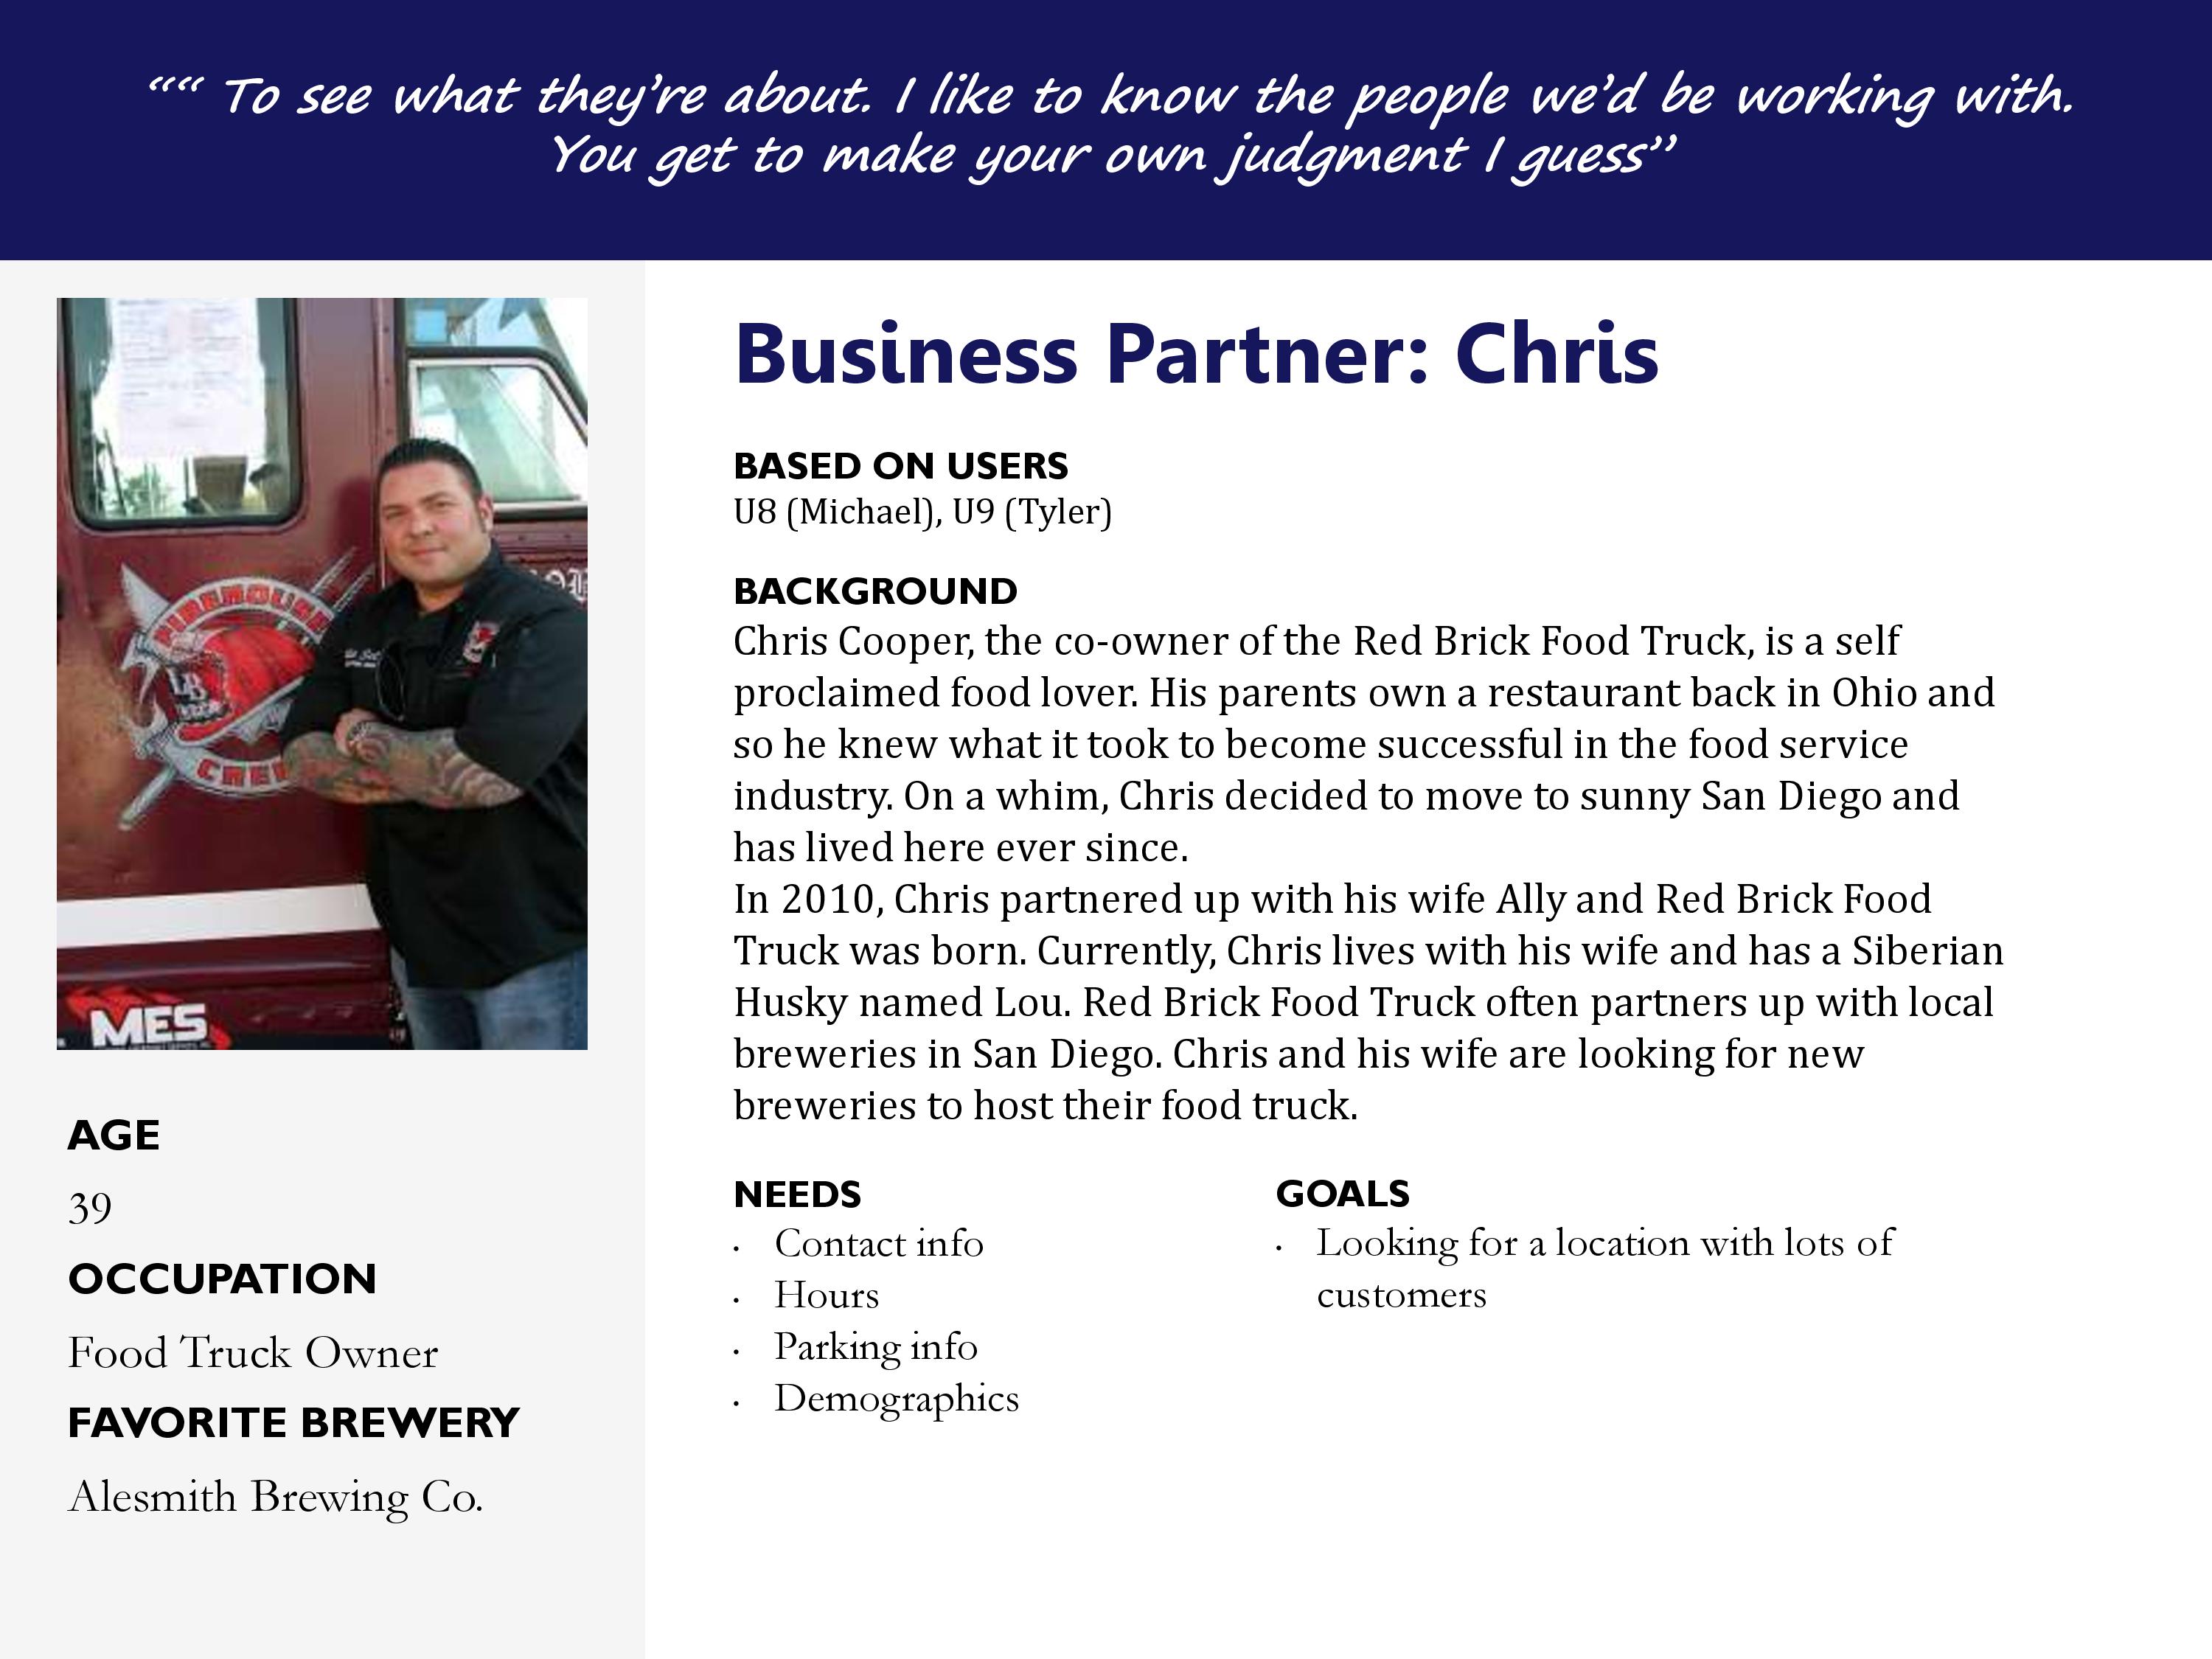 ““ To see what they’re about. I like to know the people we’d be working with.
You get to make your own judgment I guess”
CREW
MES
AGE
39
OCCUPATION
Food Truck Owner
FAVORITE BREWERY
Alesmith Brewing Co.
Business Partner: Chris
BASED ON USERS
U8 (Michael), U9 (Tyler)
BACKGROUND
Chris Cooper, the co-owner of the Red Brick Food Truck, is a self
proclaimed food lover. His parents own a restaurant back in Ohio and
so he knew what it took to become successful in the food service
industry. On a whim, Chris decided to move to sunny San Diego and
has lived here ever since.
In 2010, Chris partnered up with his wife Ally and Red Brick Food
Truck was born. Currently, Chris lives with his wife and has a Siberian
Husky named Lou. Red Brick Food Truck often partners up with local
breweries in San Diego. Chris and his wife are looking for new
breweries to host their food truck.
NEEDS
· Contact info
· Hours
· Parking info
· Demographics
GOALS
· Looking for a location with lots of
customers